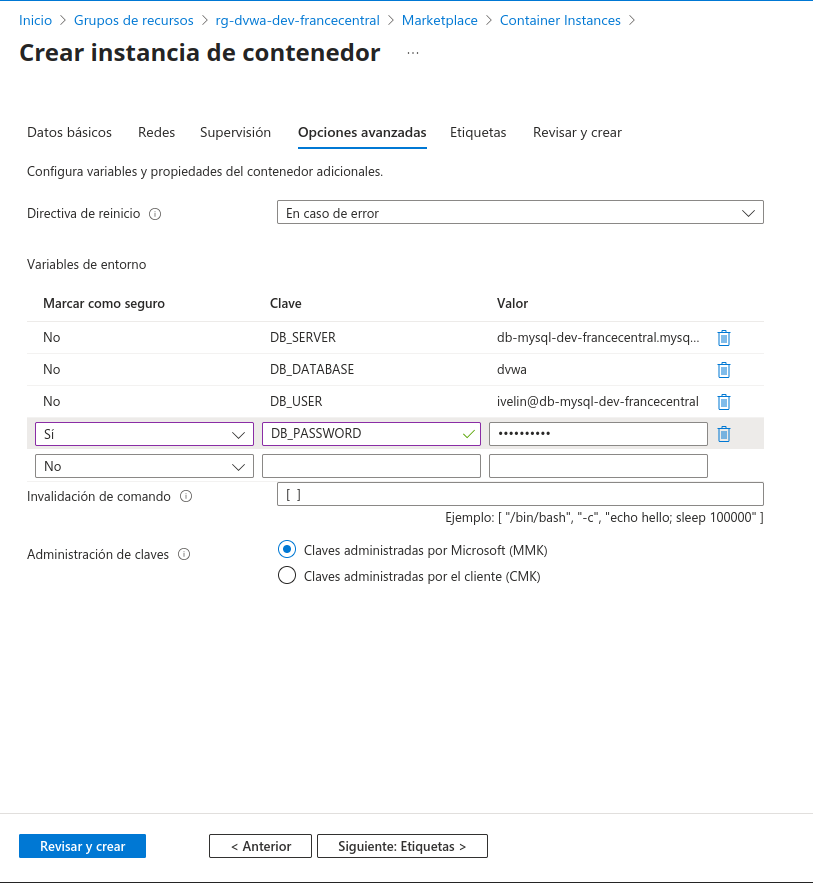 Inicio > Grupos de recursos > rg-dvwa-dev-francecentral > Marketplace > Container Instances >
Crear instancia de contenedor ...
Datos básicos Redes Supervisión Opciones avanzadas Etiquetas Revisar y crear
Configura variables y propiedades del contenedor adicionales.
Directiva de reinicio En caso de error
Variables de entorno
Marcar como seguro Clave Valor
No DB_SERVER db-mysql-dev-francecentral.mysq...
No DB_DATABASE dvwa
No DB_USER ivelin@db-mysql-dev-francecentral
Sí DB_PASSWORD ••••••••••
No
Invalidación de comando [ ]
Ejemplo: [ "/bin/bash", "-c", "echo hello; sleep 100000" ]
Administración de claves Claves administradas por Microsoft (MMK)
Claves administradas por el cliente (CMK)
Revisar y crear < Anterior Siguiente: Etiquetas >